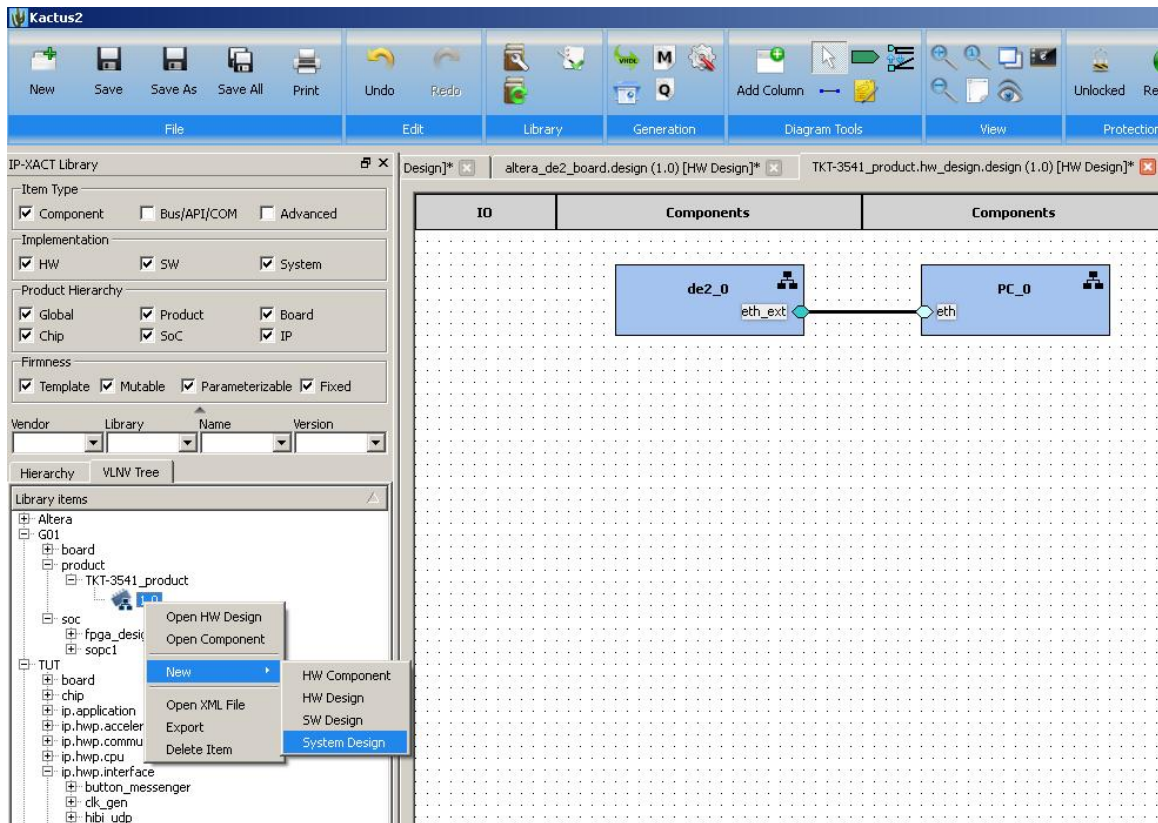 Kactus2
New Save Save As Save All Print Undo Redo VHDL M Q Add Column Unlocked
File Edit Library Generation Diagram Tools View
IP-XACT Library
Item Type
Component Bus/API/COM Advanced
Implementation
HW SW System
Product Hierarchy
Global Product Board
Chip SoC IP
Firmness
Template Mutable Parameterizable Fixed
Vendor Library Name Version
Hierarchy VLNV Tree
Library items
Altera
G01
board
product
TKT-3541_product
1.0
soc
fpga_desig
sopc1
TUT
board
chip
ip.application
ip.hwp.acceler
ip.hwp.commu
ip.hwp.cpu
ip.hwp.interface
button_messenger
clk_gen
hibi_udp
Open HW Design
Open Component
New
Open XML File
Export
Delete Item
HW Component
HW Design
SW Design
System Design
Design]* altera_de2_board.design (1.0) [HW Design]* TKT-3541_product.hw_design.design (1.0) [HW Design]*
IO Components Components
de2_0 PC_0
eth_ext eth